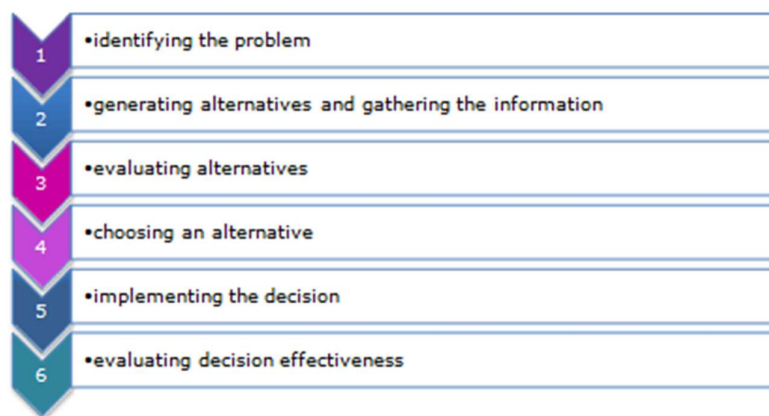 1
•identifying the problem
2
•generating alternatives and gathering the information
3
•evaluating alternatives
4
•choosing an alternative
5
•implementing the decision
6
•evaluating decision effectiveness